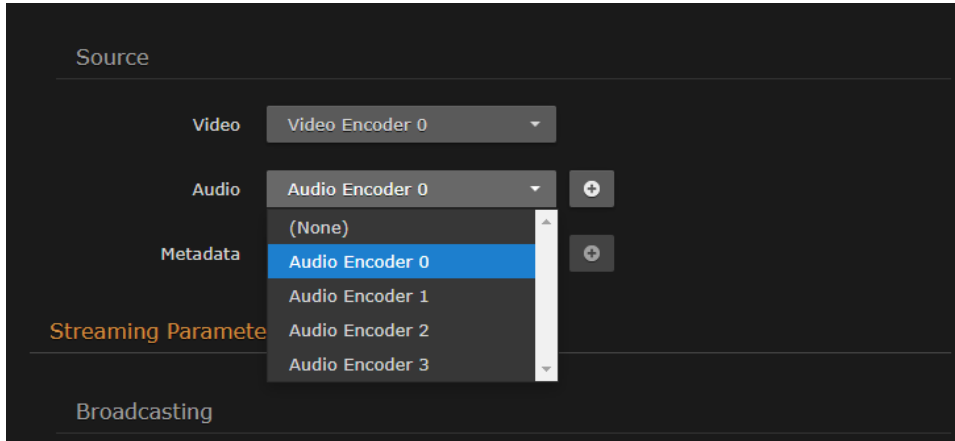 Source
Video Video Encoder 0
Audio Audio Encoder 0
(None)
Metadata Audio Encoder 0
Audio Encoder 1
Streaming Paramete Audio Encoder 2
Audio Encoder 3
Broadcasting